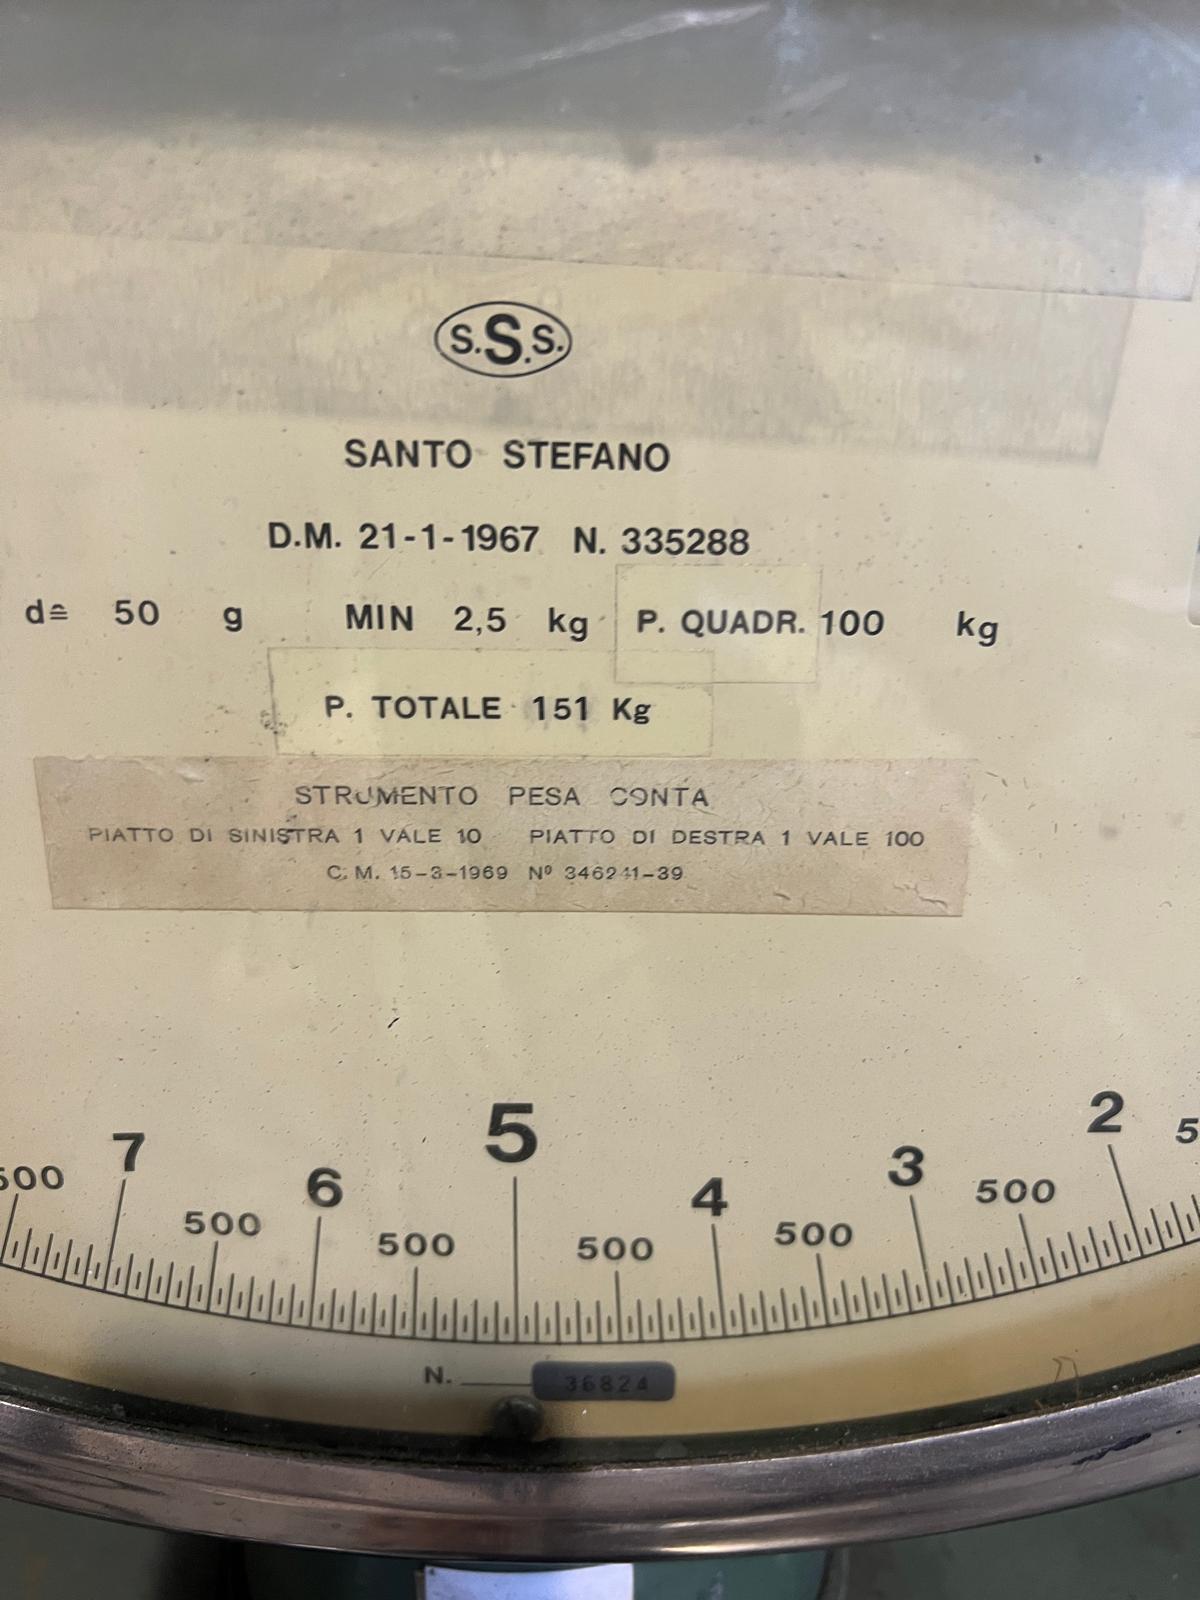 S.S.S.
SANTO STEFANO
D.M. 21-1-1967 N. 335288
d≙ 50 g MIN 2,5 kg P. QUADR. 100 kg
P. TOTALE 151 Kg
STRUMENTO PESA CONTA
PIATTO DI SINISTRA 1 VALE 10 PIATTO DI DESTRA 1 VALE 100
C.M. 15-3-1969 Nº 346241-39
500 7 500 6 500 5 500 4 500 3 500 2 5
N. 36824